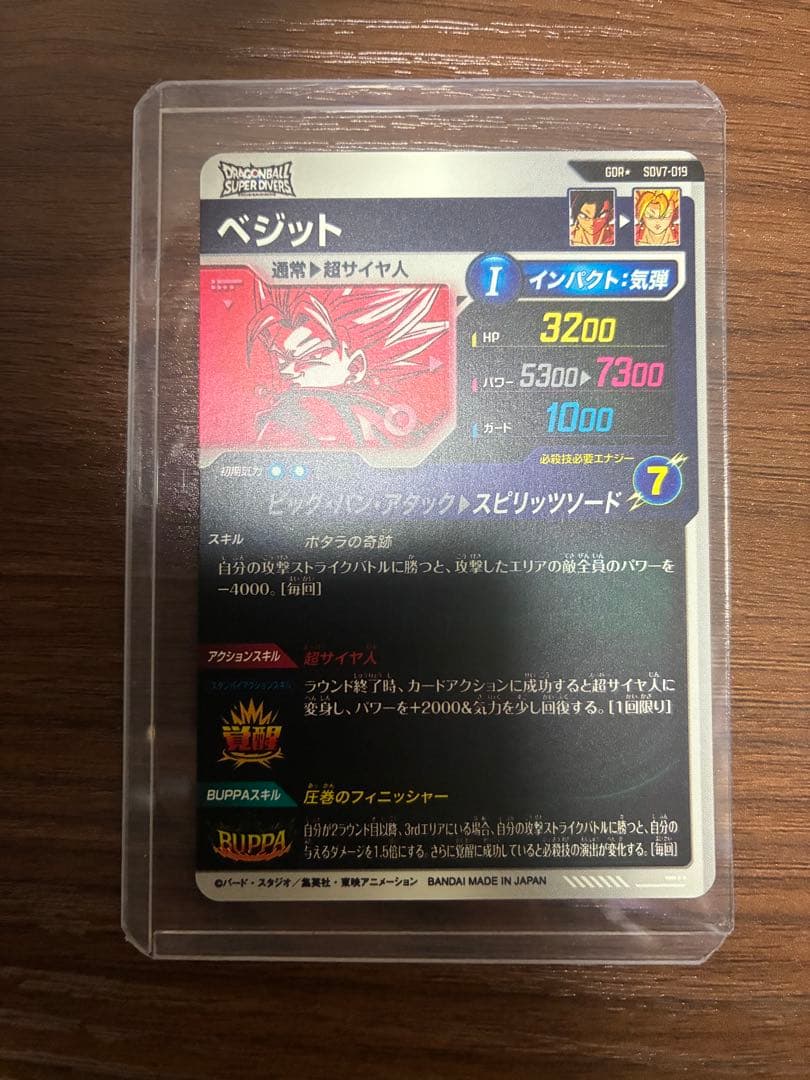 DRAGONBALL
SUPER DIVERS
GDR★ SDV7-019
ベジット
通常▶超サイヤ人
I インパクト:気弾
HP 3200
パワー 5300▶7300
ガード 1000
初期気力
必殺技必要エナジー
7
ビッグ・バン・アタック▶スピリッツソード
スキル ポタラの奇跡
自分の攻撃ストライクバトルに勝つと、攻撃したエリアの敵全員のパワーを
-4000。[毎回]
アクションスキル 超サイヤ人
スタンバイアクションスキル
覚醒
ラウンド終了時、カードアクションに成功すると超サイヤ人に
変身し、パワーを+2000&気力を少し回復する。[1回限り]
BUPPAスキル 圧巻のフィニッシャー
BUPPA
自分が2ラウンド目以降、3rdエリアにいる場合、自分の攻撃ストライクバトルに勝つと、自分の
与えるダメージを1.5倍にする。さらに覚醒に成功していると必殺技の演出が変化する。[毎回]
©バード・スタジオ/集英社・東映アニメーション BANDAI MADE IN JAPAN